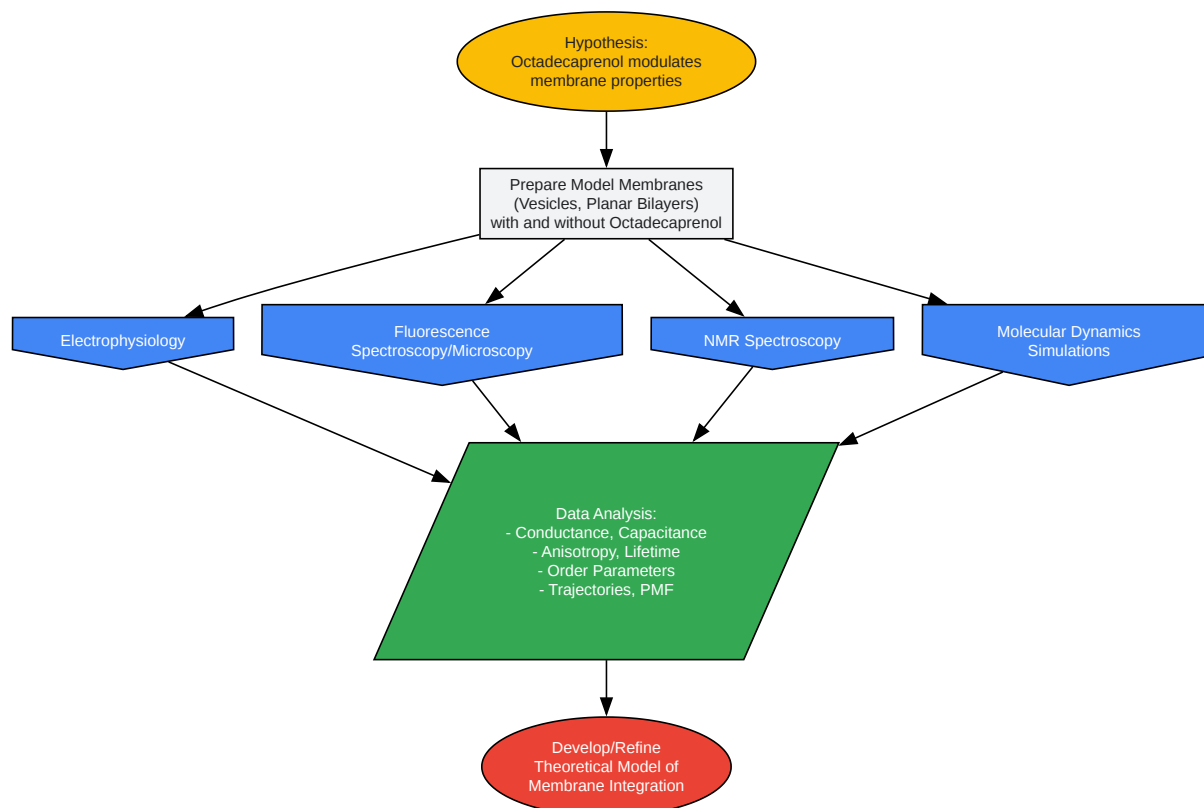 Hypothesis:
Octadecaprenol modulates
membrane properties
Prepare Model Membranes
(Vesicles, Planar Bilayers)
with and without Octadecaprenol
Electrophysiology
Fluorescence
Spectroscopy/Microscopy
NMR Spectroscopy
Molecular Dynamics
Simulations
Data Analysis:
- Conductance, Capacitance
- Anisotropy, Lifetime
- Order Parameters
- Trajectories, PMF
Develop/Refine
Theoretical Model of
Membrane Integration